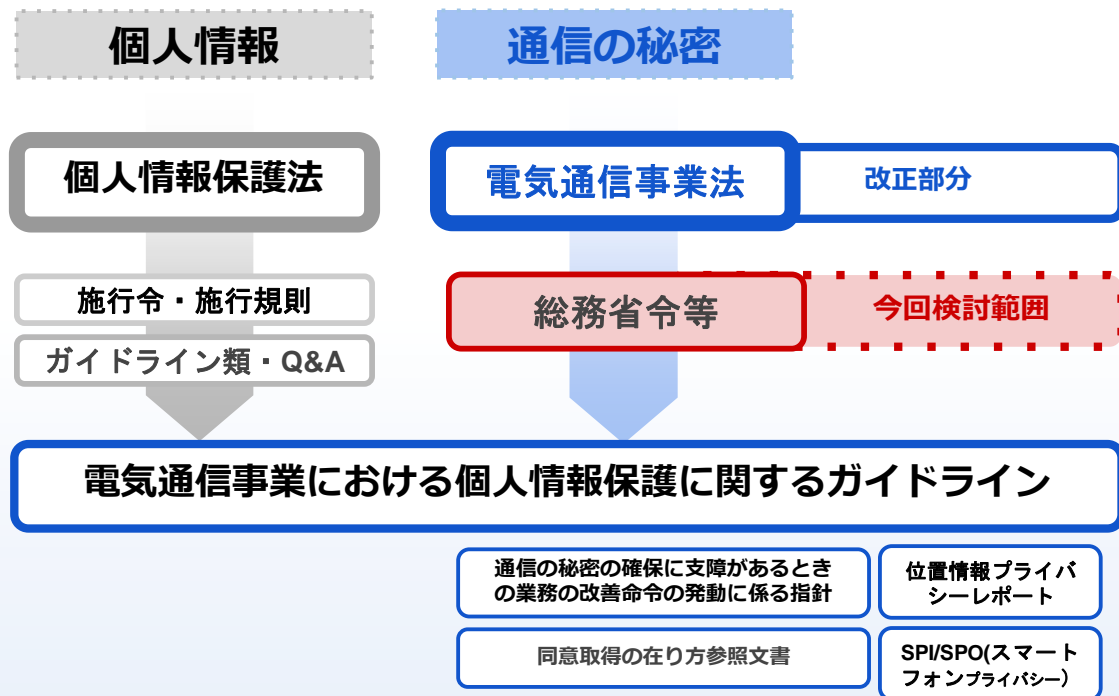 個人情報
通信の秘密
個人情報保護法
電気通信事業法
改正部分
施行令・施行規則
ガイドライン類・Q&A
総務省令等
今回検討範囲
電気通信事業における個人情報保護に関するガイドライン
通信の秘密の確保に支障があるとき
の業務の改善命令の発動に係る指針
位置情報プライバ
シーレポート
同意取得の在り方参照文書
SPI/SPO(スマート
フォンプライバシー）